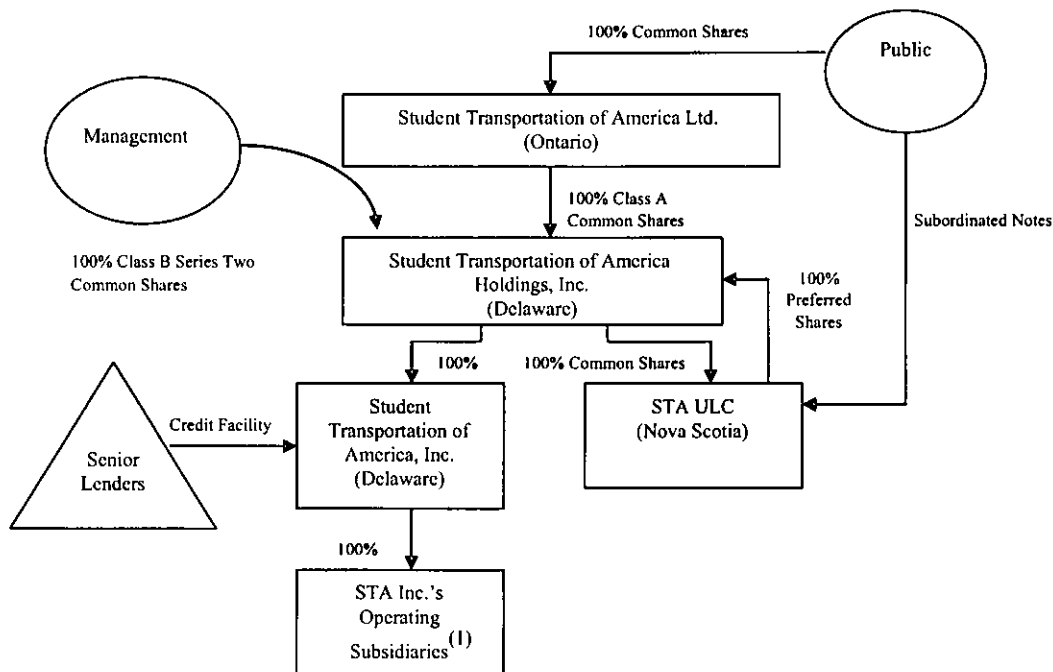 100% Common Shares
Public
Student Transportation of America Ltd.
(Ontario)
Management
100% Class A
Common Shares
Subordinated Notes
100% Class B Series Two
Common Shares
Student Transportation of America
Holdings, Inc.
(Delaware)
100%
Preferred
Shares
100%
100% Common Shares
Student
Transportation of
America, Inc.
(Delaware)
STA ULC
(Nova Scotia)
Credit Facility
Senior
Lenders
100%
STA Inc.'s
Operating
Subsidiaries(1)